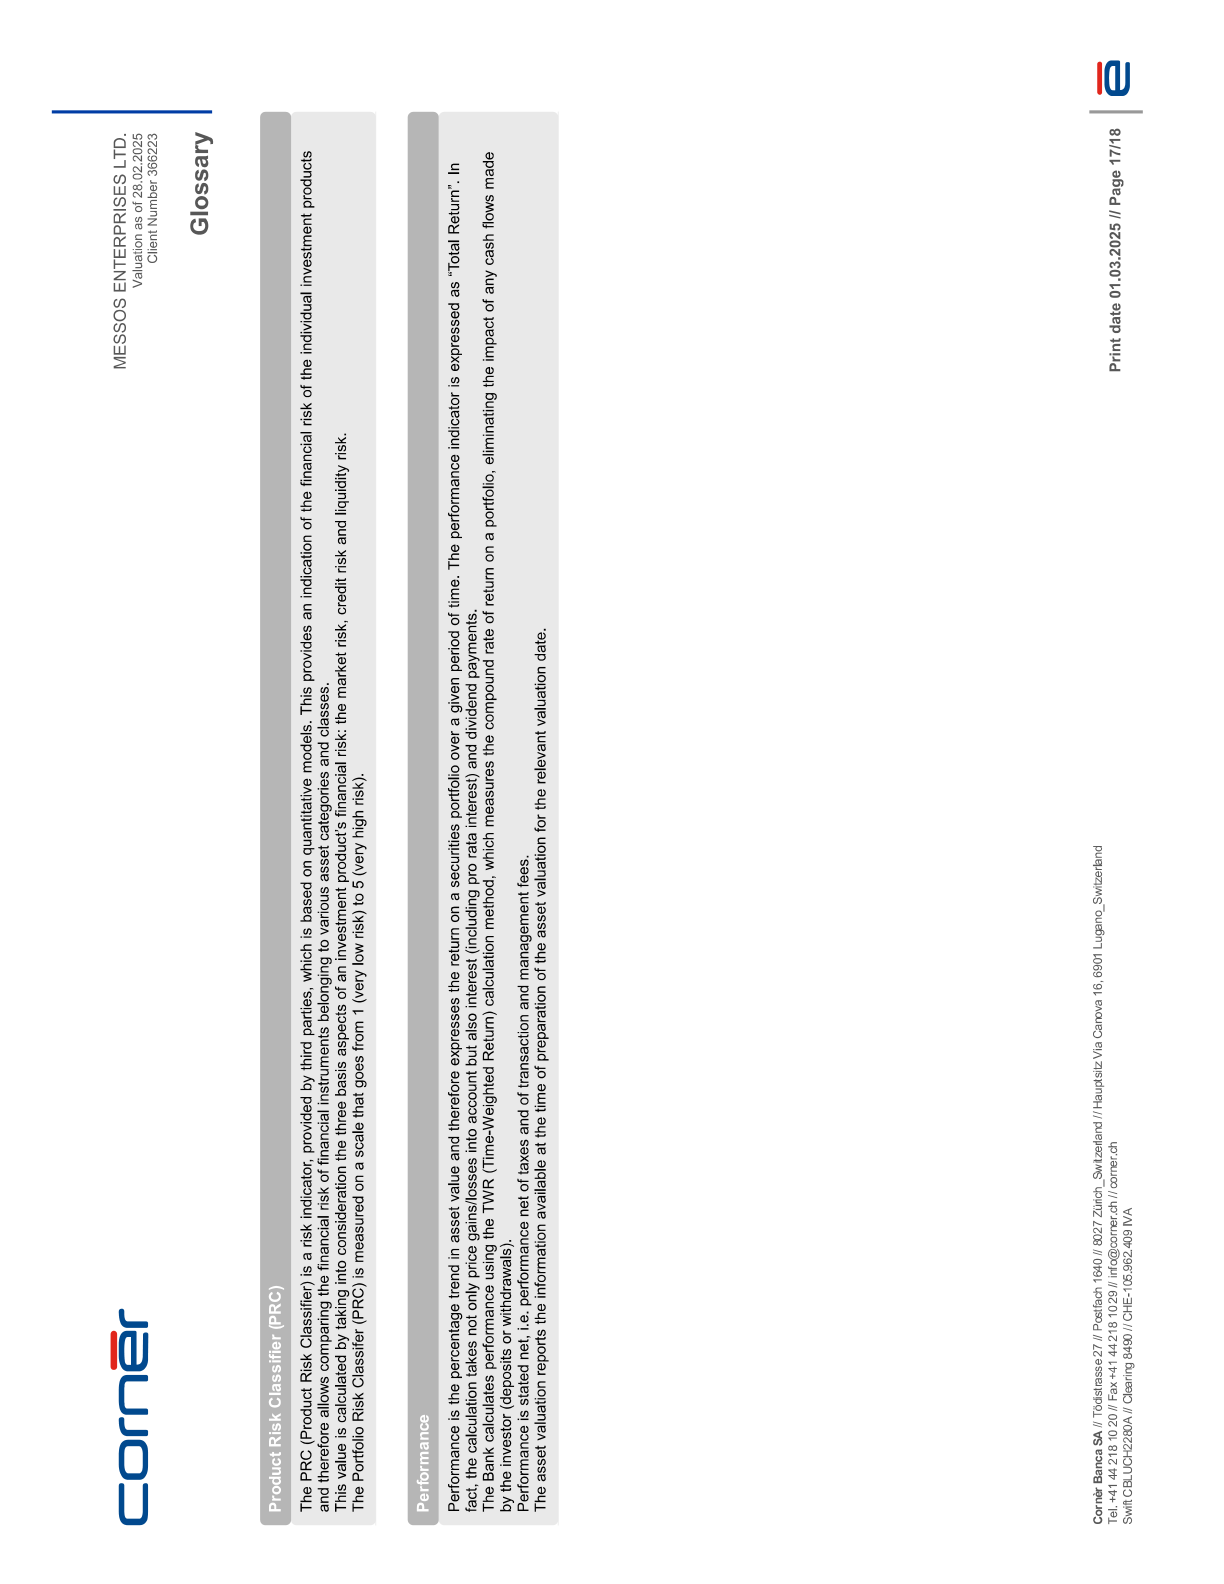 cornèr
MESSOS ENTERPRISES LTD.
Valuation as of 28.02.2025
Client Number 366223
Glossary
Product Risk Classifier (PRC)
The PRC (Product Risk Classifier) is a risk indicator, provided by third parties, which is based on quantitative models. This provides an indication of the financial risk of the individual investment products
and therefore allows comparing the financial risk of financial instruments belonging to various asset categories and classes.
This value is calculated by taking into consideration the three basis aspects of an investment product's financial risk: the market risk, credit risk and liquidity risk.
The Portfolio Risk Classifer (PRC) is measured on a scale that goes from 1 (very low risk) to 5 (very high risk).
Performance
Performance is the percentage trend in asset value and therefore expresses the return on a securities portfolio over a given period of time. The performance indicator is expressed as “Total Return”. In
fact, the calculation takes not only price gains/losses into account but also interest (including pro rata interest) and dividend payments.
The Bank calculates performance using the TWR (Time-Weighted Return) calculation method, which measures the compound rate of return on a portfolio, eliminating the impact of any cash flows made
by the investor (deposits or withdrawals).
Performance is stated net, i.e. performance net of taxes and of transaction and management fees.
The asset valuation reports the information available at the time of preparation of the asset valuation for the relevant valuation date.
Cornèr Banca SA // Tödistrasse 27 // Postfach 1640 // 8027 Zürich_Switzerland // Hauptsitz Via Canova 16, 6901 Lugano_Switzerland
Tel. +41 44 218 10 20 // Fax +41 44 218 10 29 // info@corner.ch // corner.ch
Swift CBLUCH2280A // Clearing 8490 // CHE-105.962.409 IVA
Print date 01.03.2025 // Page 17/18
è